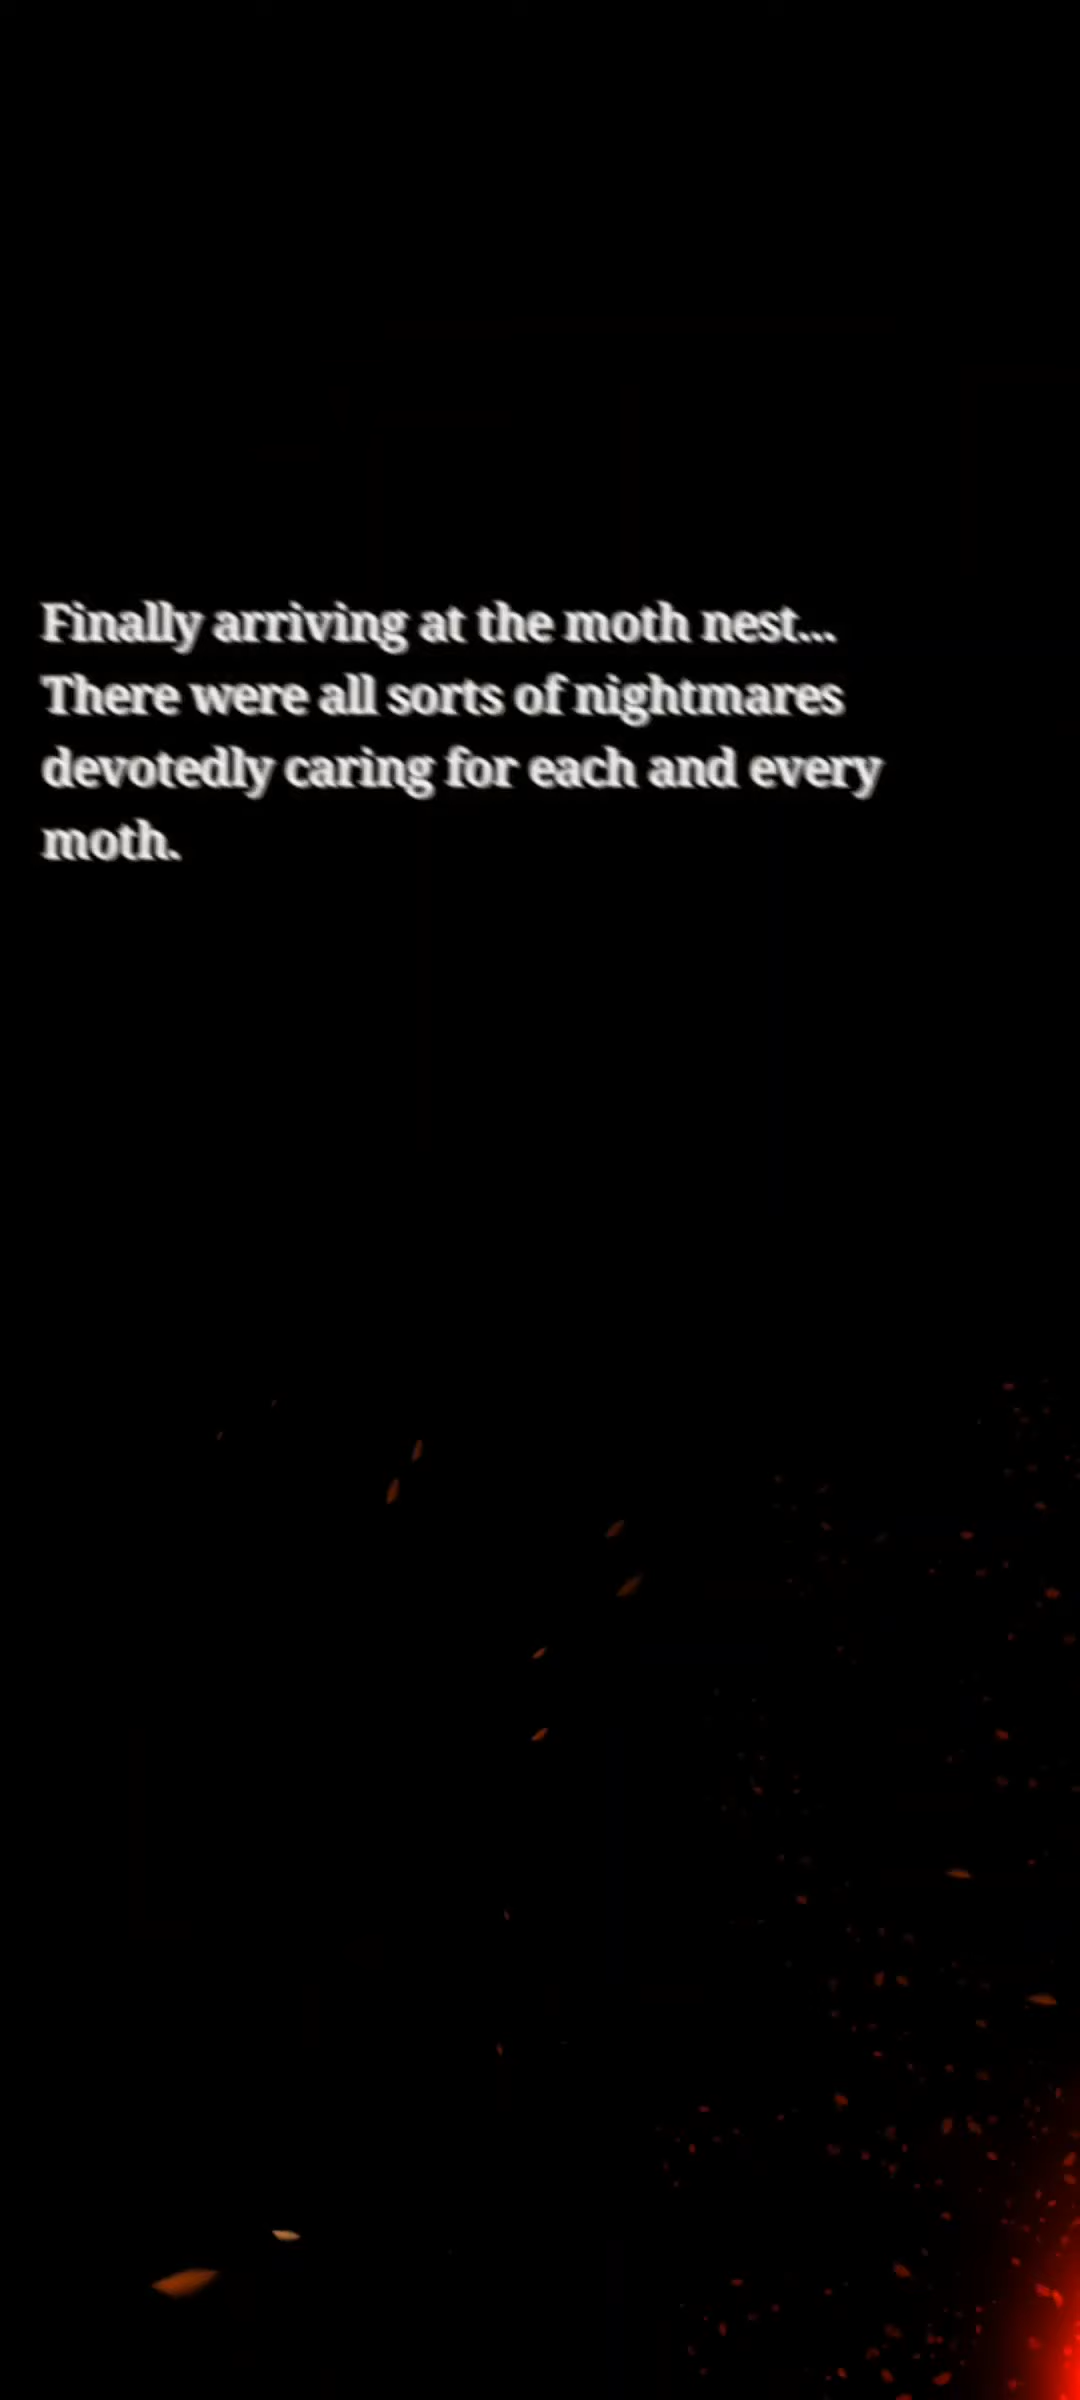 Finally arriving at the moth nest...
There were all sorts of nightmares
devotedly caring for each and every
moth.